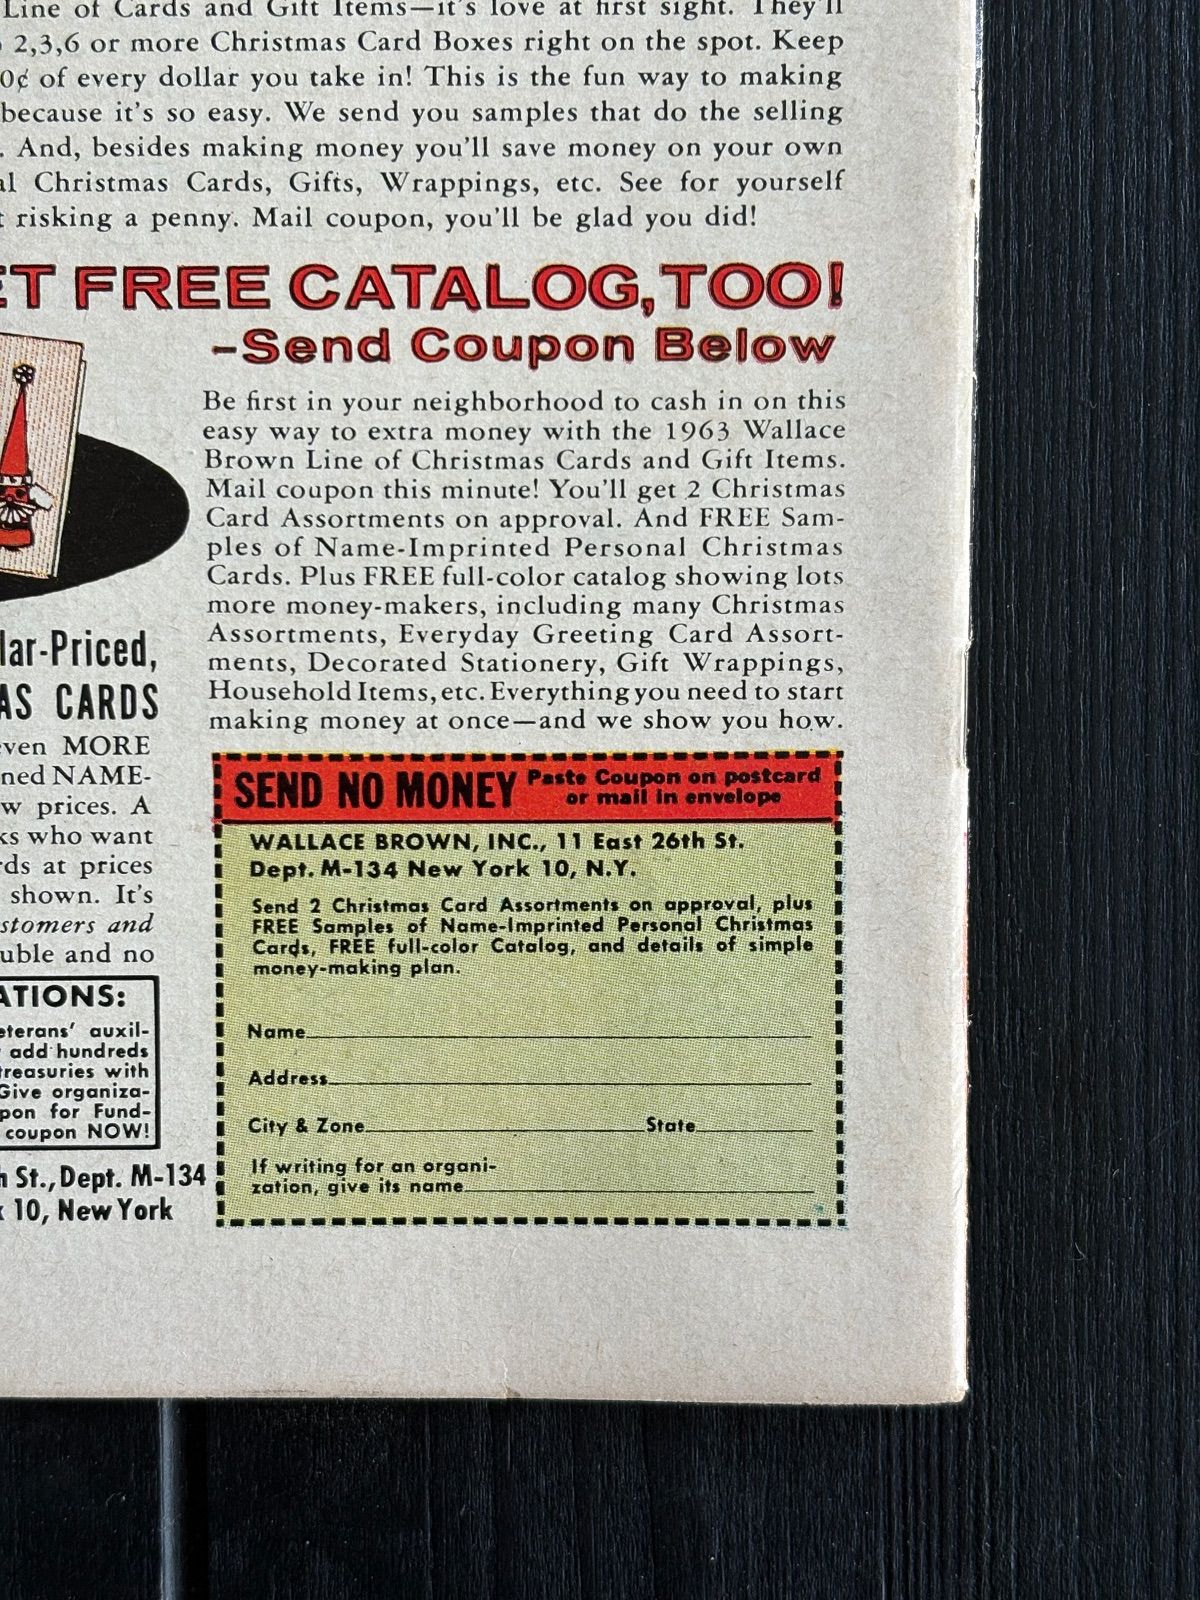 Line of Cards and Gift Items—it's love at first sight. They'll
2,3,6 or more Christmas Card Boxes right on the spot. Keep
0¢ of every dollar you take in! This is the fun way to making
because it's so easy. We send you samples that do the selling
. And, besides making money you'll save money on your own
al Christmas Cards, Gifts, Wrappings, etc. See for yourself
t risking a penny. Mail coupon, you'll be glad you did!
ET FREE CATALOG, TOO!
-Send Coupon Below
Be first in your neighborhood to cash in on this
easy way to extra money with the 1963 Wallace
Brown Line of Christmas Cards and Gift Items.
Mail coupon this minute! You'll get 2 Christmas
Card Assortments on approval. And FREE Sam-
ples of Name-Imprinted Personal Christmas
Cards. Plus FREE full-color catalog showing lots
more money-makers, including many Christmas
Assortments, Everyday Greeting Card Assort-
ments, Decorated Stationery, Gift Wrappings,
Household Items, etc. Everything you need to start
making money at once—and we show you how.
lar-Priced,
AS CARDS
ven MORE
ned NAME-
w prices. A
ks who want
rds at prices
shown. It's
stomers and
uble and no
ATIONS:
eterans' auxil-
add hundreds
treasuries with
Give organiza-
pon for Fund-
coupon NOW!
h St., Dept. M-134
k 10, New York
SEND NO MONEY Paste Coupon on postcard
or mail in envelope
WALLACE BROWN, INC., 11 East 26th St.
Dept. M-134 New York 10, N.Y.
Send 2 Christmas Card Assortments on approval, plus
FREE Samples of Name-Imprinted Personal Christmas
Cards, FREE full-color Catalog, and details of simple
money-making plan.
Name
Address
City & Zone State
If writing for an organi-
zation, give its name